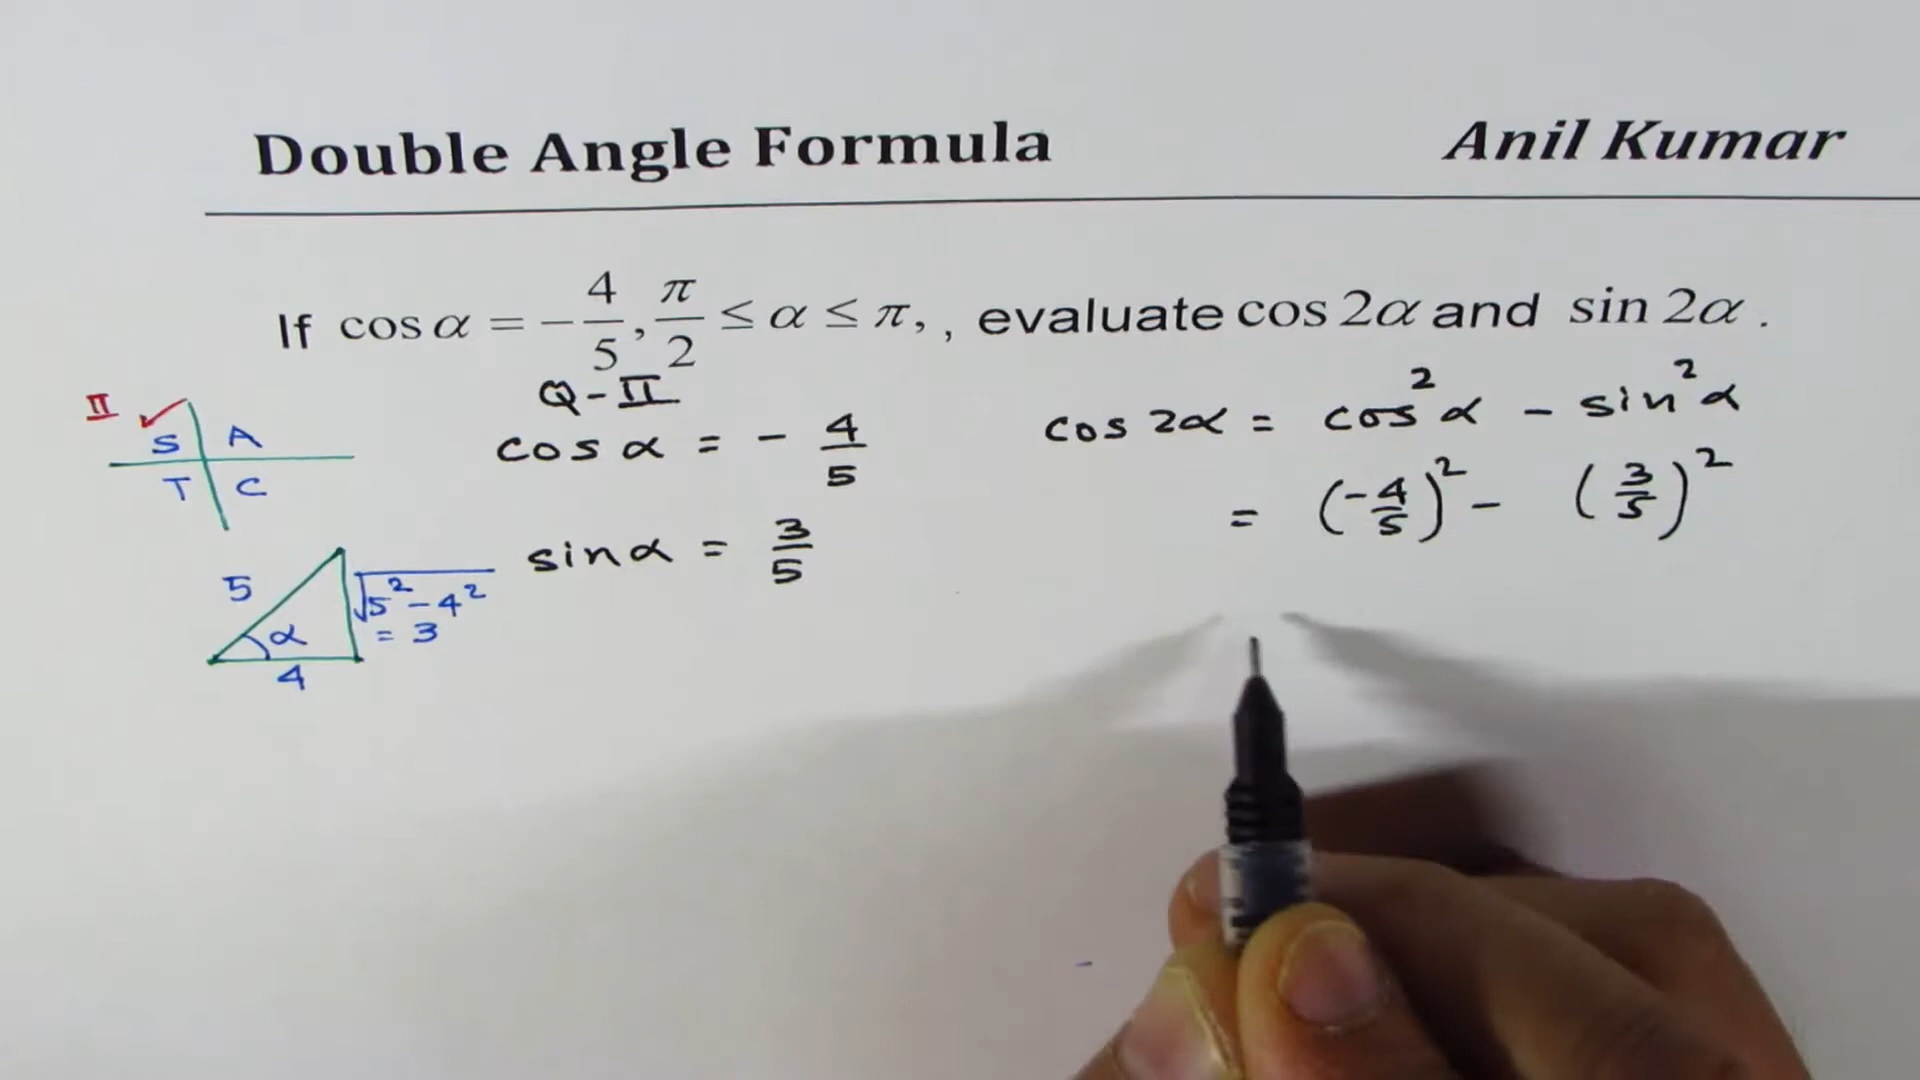 Double Angle Formula
Anil Kumar
If cos α = -4/5, π/2 ≤ α ≤ π, , evaluate cos 2α and sin 2α .
Q-II
II ✓
S A
T C
cos α = - 4/5
sin α = 3/5
5
α
4
√5² - 4²
= 3
cos 2α = cos²α - sin²α
= (-4/5)² - (3/5)²